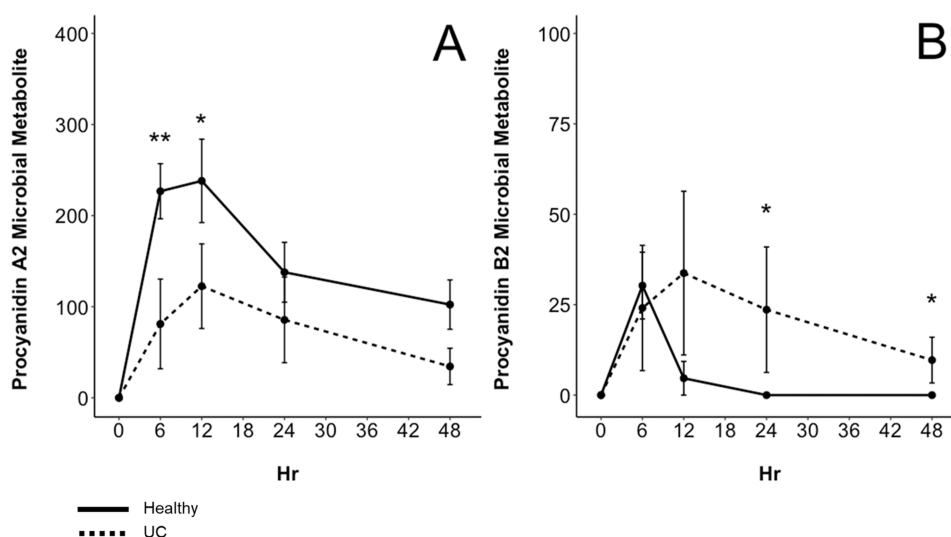 A
Procyanidin A2 Microbial Metabolite
400
300
200
100
0
**
*
0 6 12 18 24 30 36 42 48
Hr
B
Procyanidin B2 Microbial Metabolite
100
75
50
25
0
*
*
0 6 12 18 24 30 36 42 48
Hr
Healthy
UC